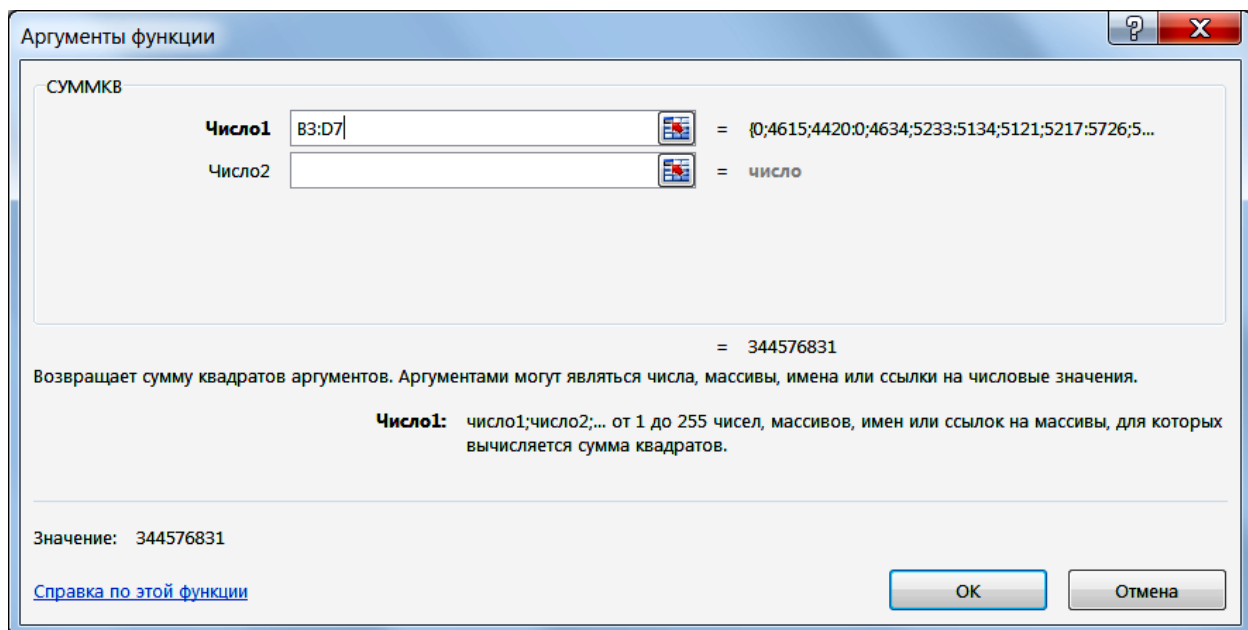 Аргументы функции
СУММКВ
Число1 B3:D7 = {0;4615;4420:0;4634;5233:5134;5121;5217:5726;5...
Число2 = число
= 344576831
Возвращает сумму квадратов аргументов. Аргументами могут являться числа, массивы, имена или ссылки на числовые значения.
Число1: число1;число2;... от 1 до 255 чисел, массивов, имен или ссылок на массивы, для которых
вычисляется сумма квадратов.
Значение: 344576831
Справка по этой функции ОК Отмена